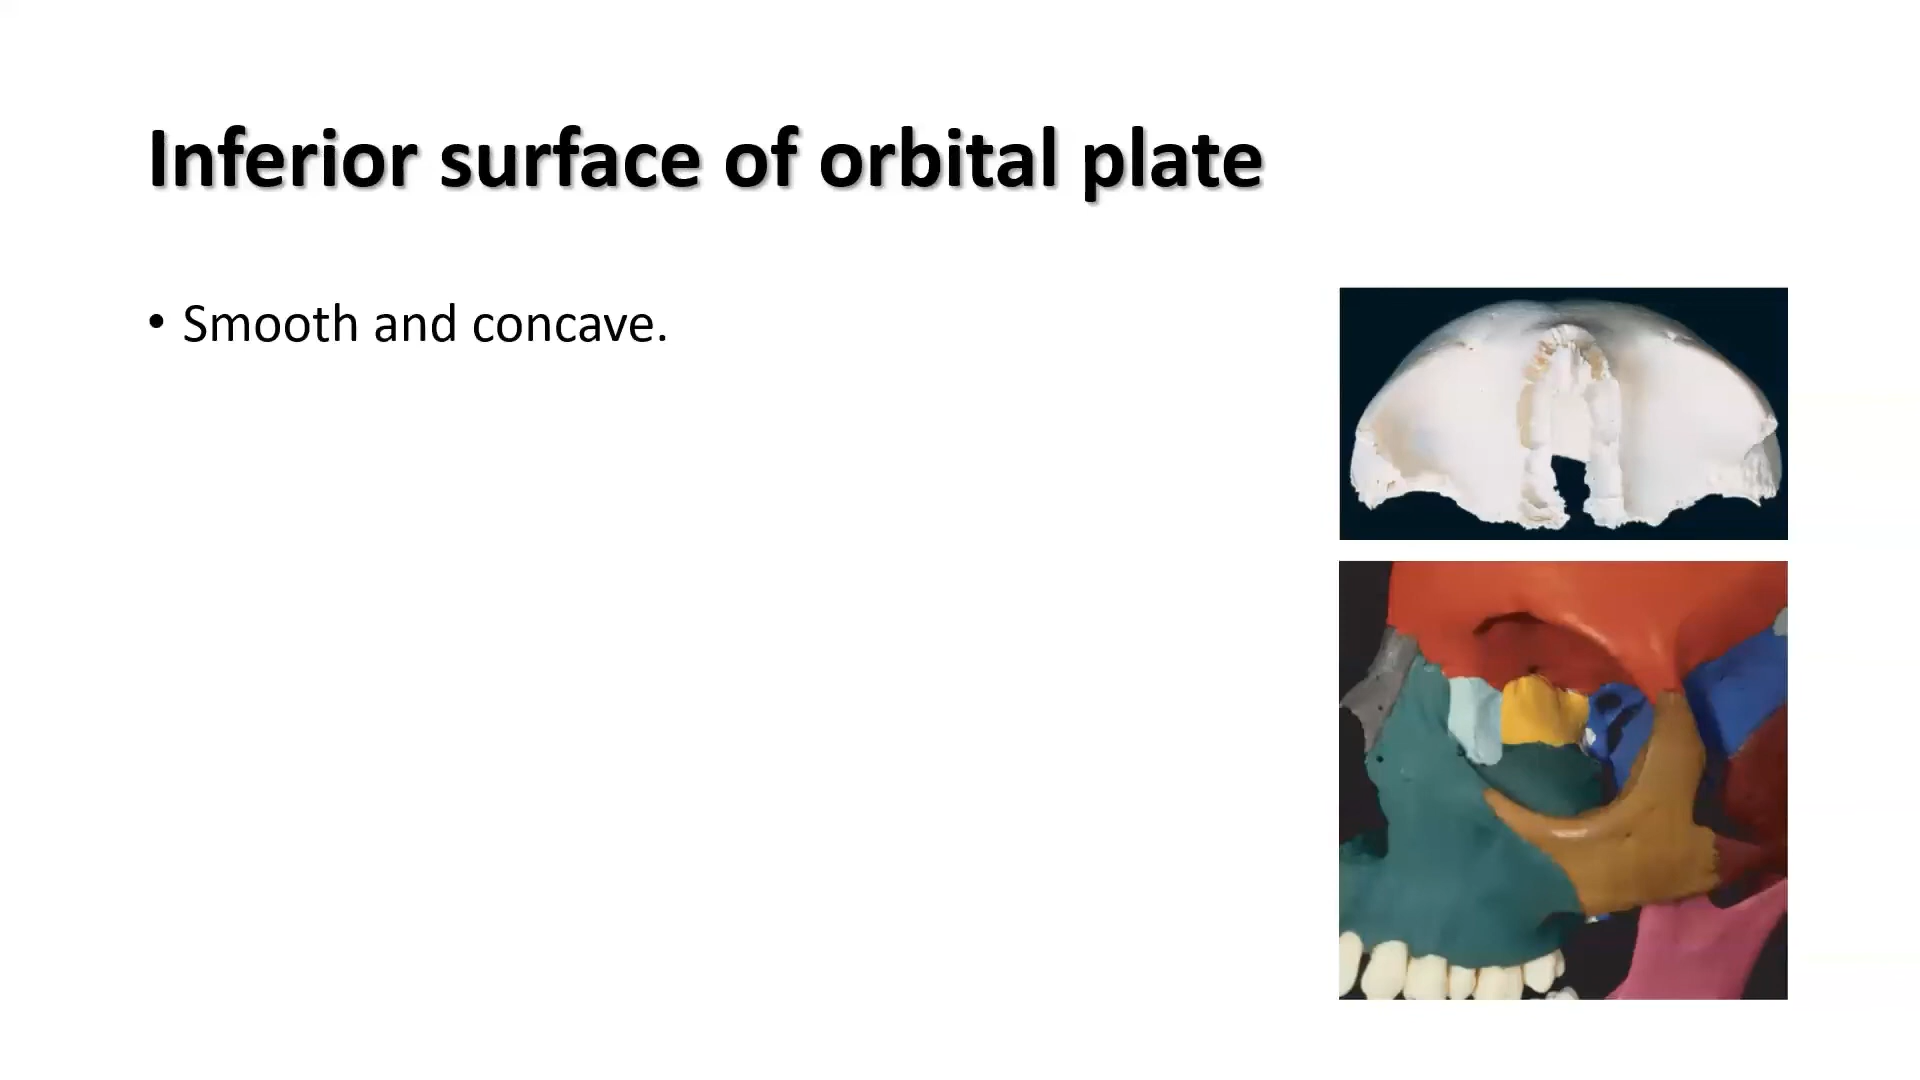 Inferior surface of orbital plate
• Smooth and concave.